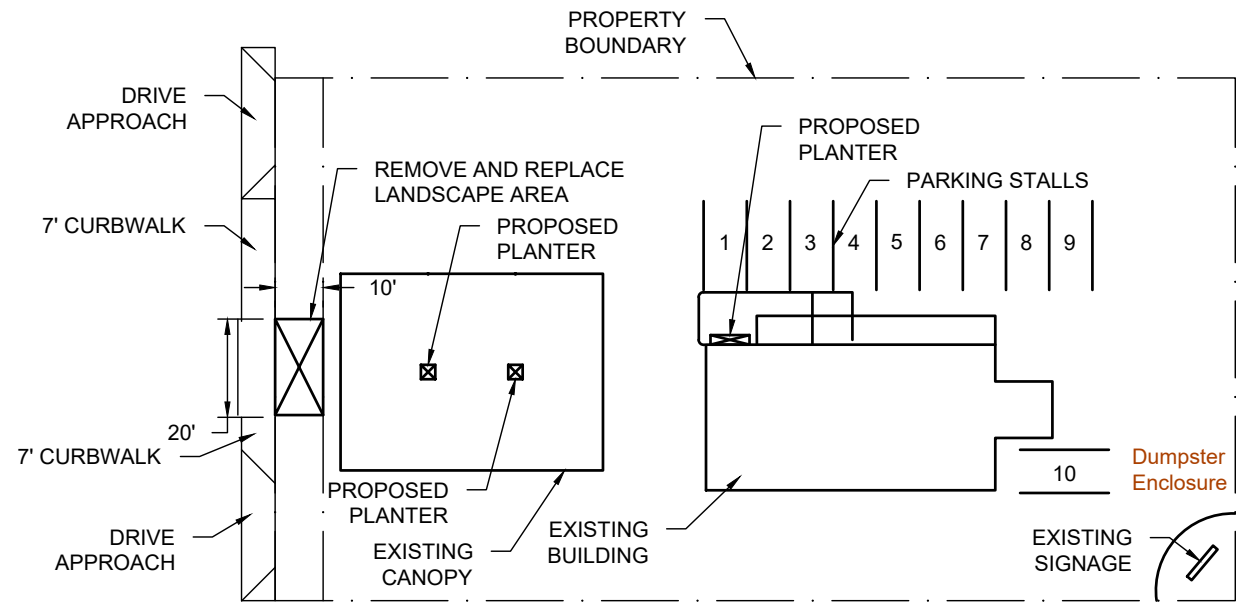 PROPERTY
BOUNDARY
DRIVE
APPROACH
REMOVE AND REPLACE
LANDSCAPE AREA
PROPOSED
PLANTER
PARKING STALLS
7' CURBWALK
PROPOSED
PLANTER
1 2 3 4 5 6 7 8 9
10'
20'
7' CURBWALK
PROPOSED
PLANTER
DRIVE
APPROACH
EXISTING
CANOPY
EXISTING
BUILDING
10
Dumpster
Enclosure
EXISTING
SIGNAGE